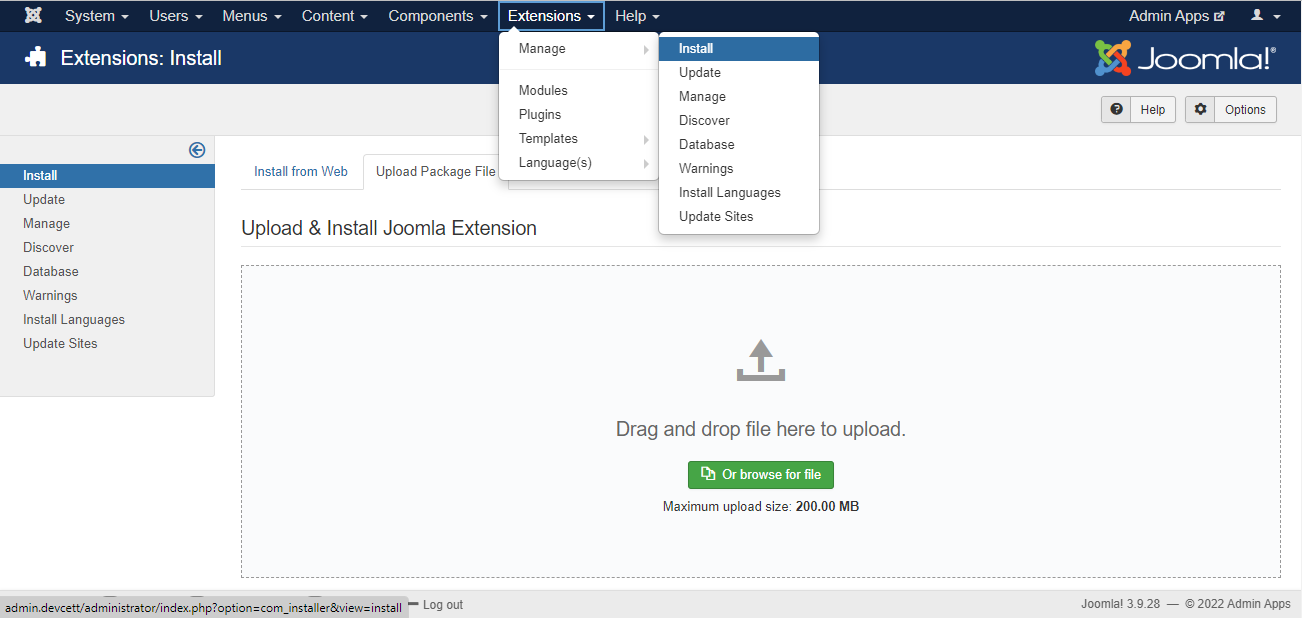 System Users Menus Content Components Extensions Help Admin Apps
Extensions: Install
Joomla!®
Manage
Modules
Plugins
Templates
Language(s)
Install
Update
Manage
Discover
Database
Warnings
Install Languages
Update Sites
Help Options
Install
Update
Manage
Discover
Database
Warnings
Install Languages
Update Sites
Install from Web Upload Package File
Upload & Install Joomla Extension
Drag and drop file here to upload.
Or browse for file
Maximum upload size: 200.00 MB
admin.devcett/administrator/index.php?option=com_installer&view=install
Log out
Joomla! 3.9.28 — © 2022 Admin Apps